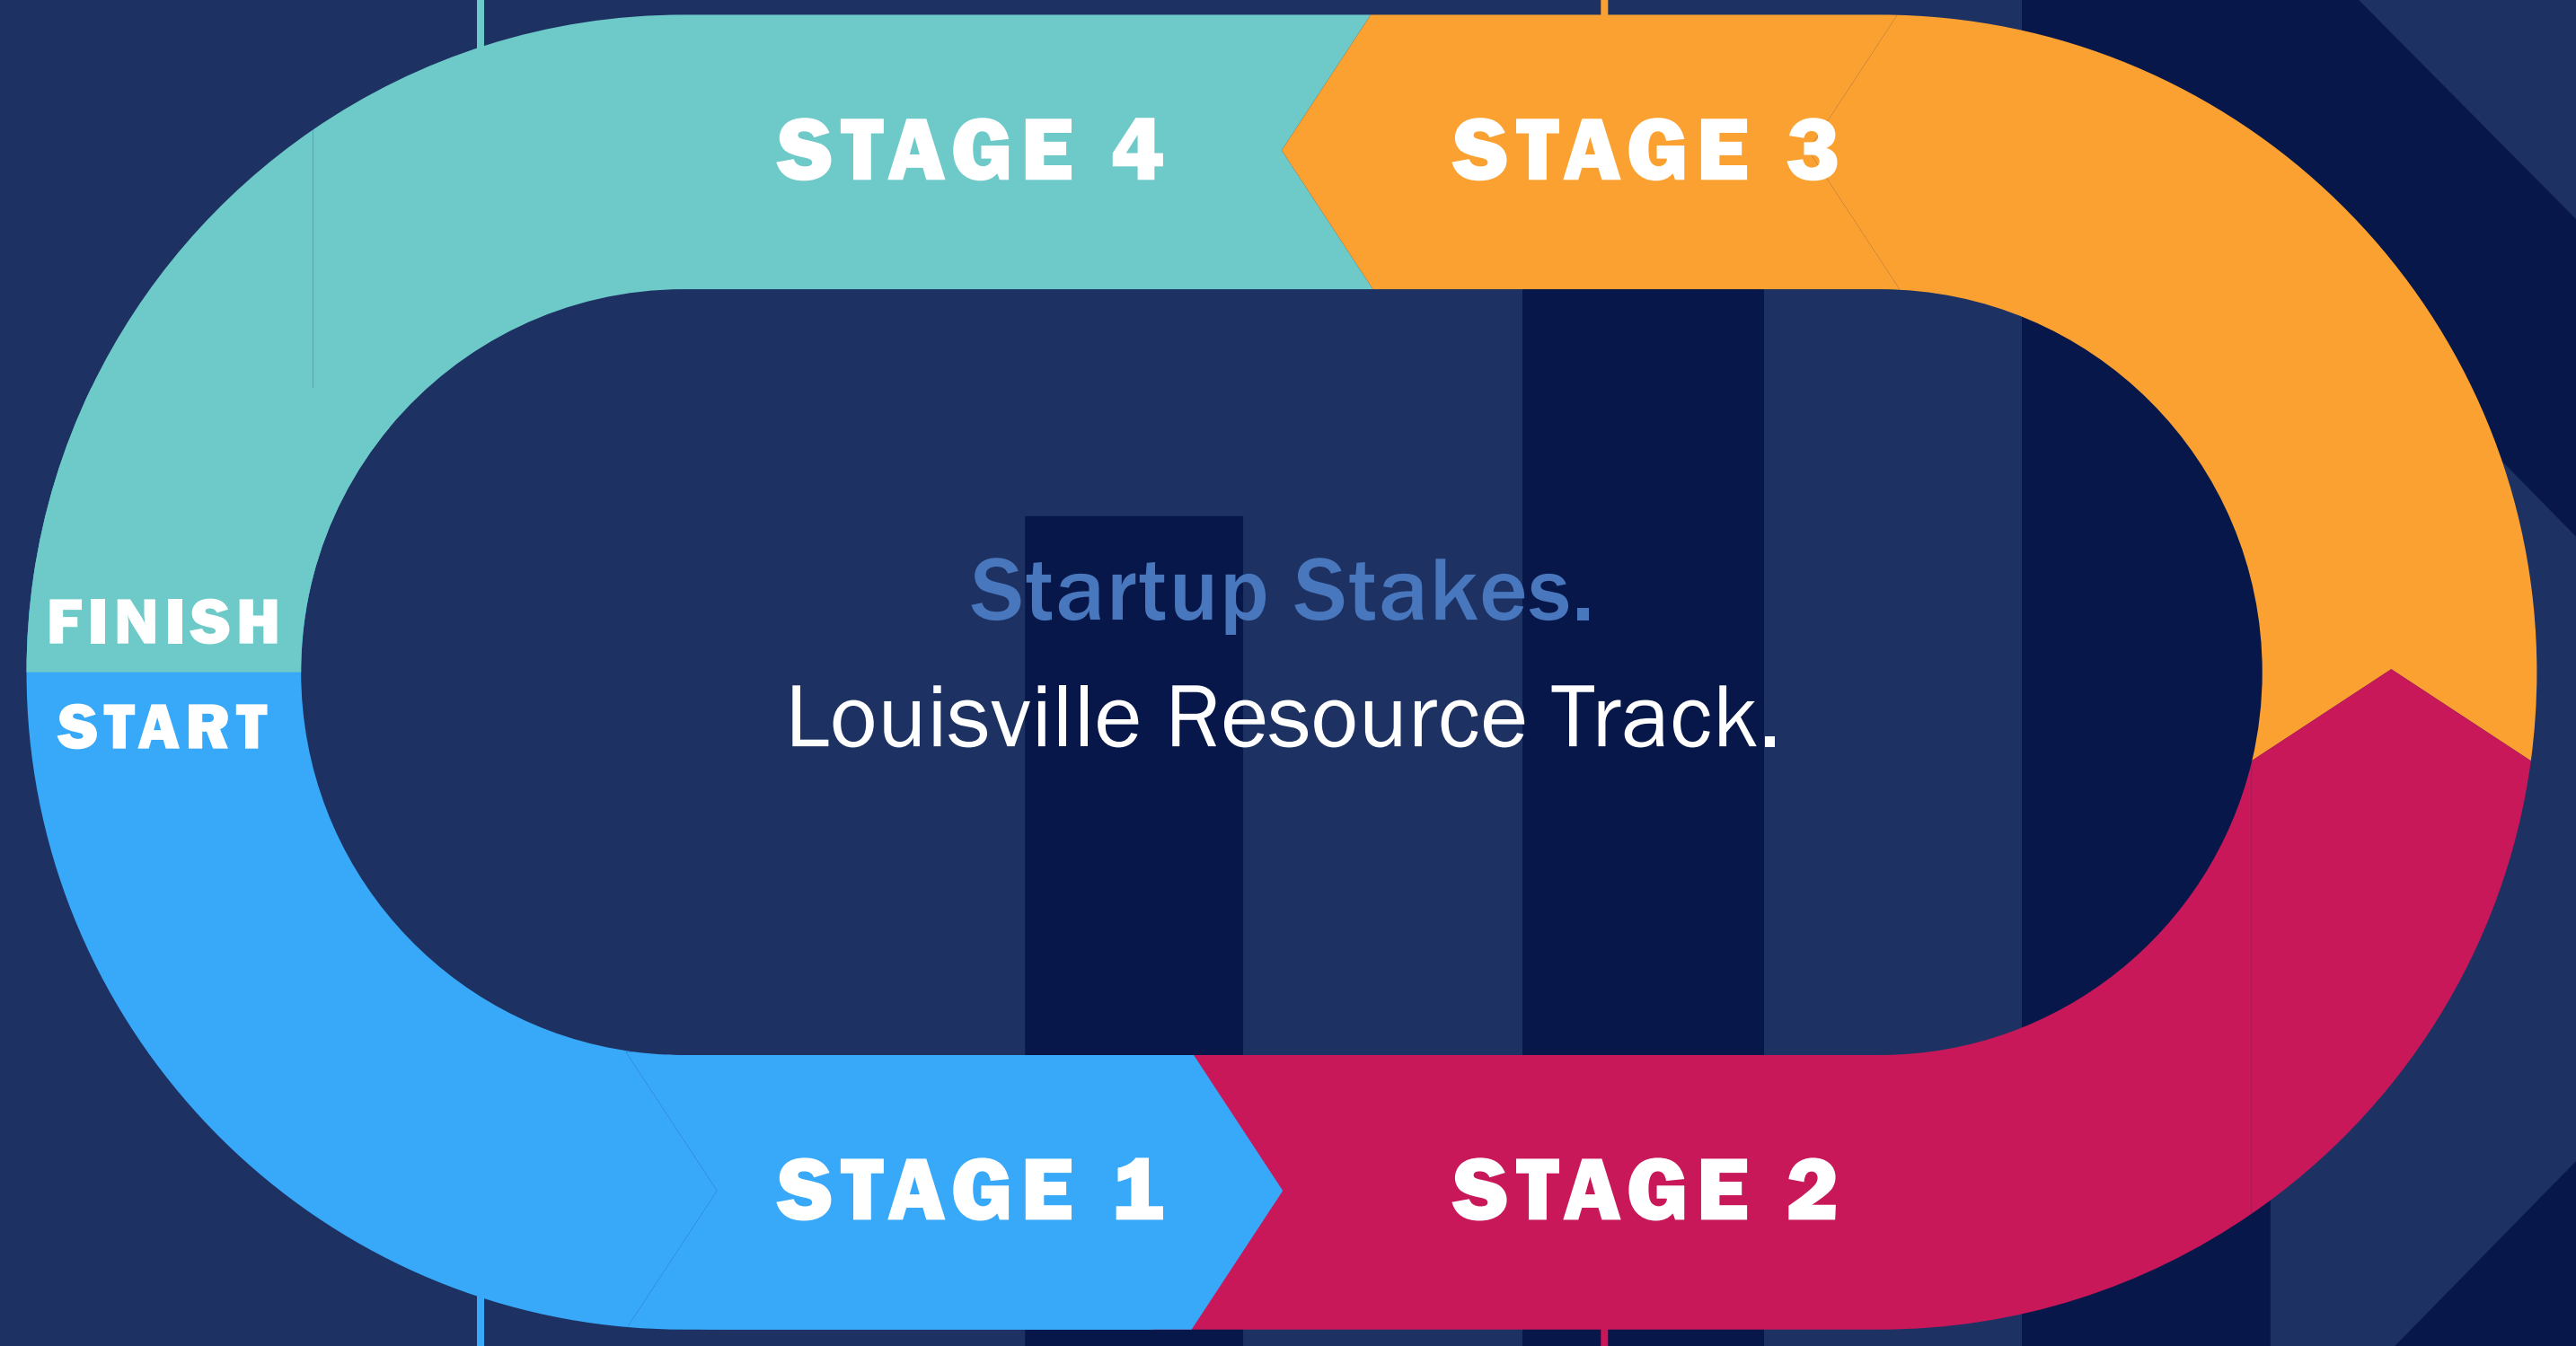 STAGE 4
STAGE 3
FINISH
START
Startup Stakes.
Louisville Resource Track.
STAGE 1
STAGE 2